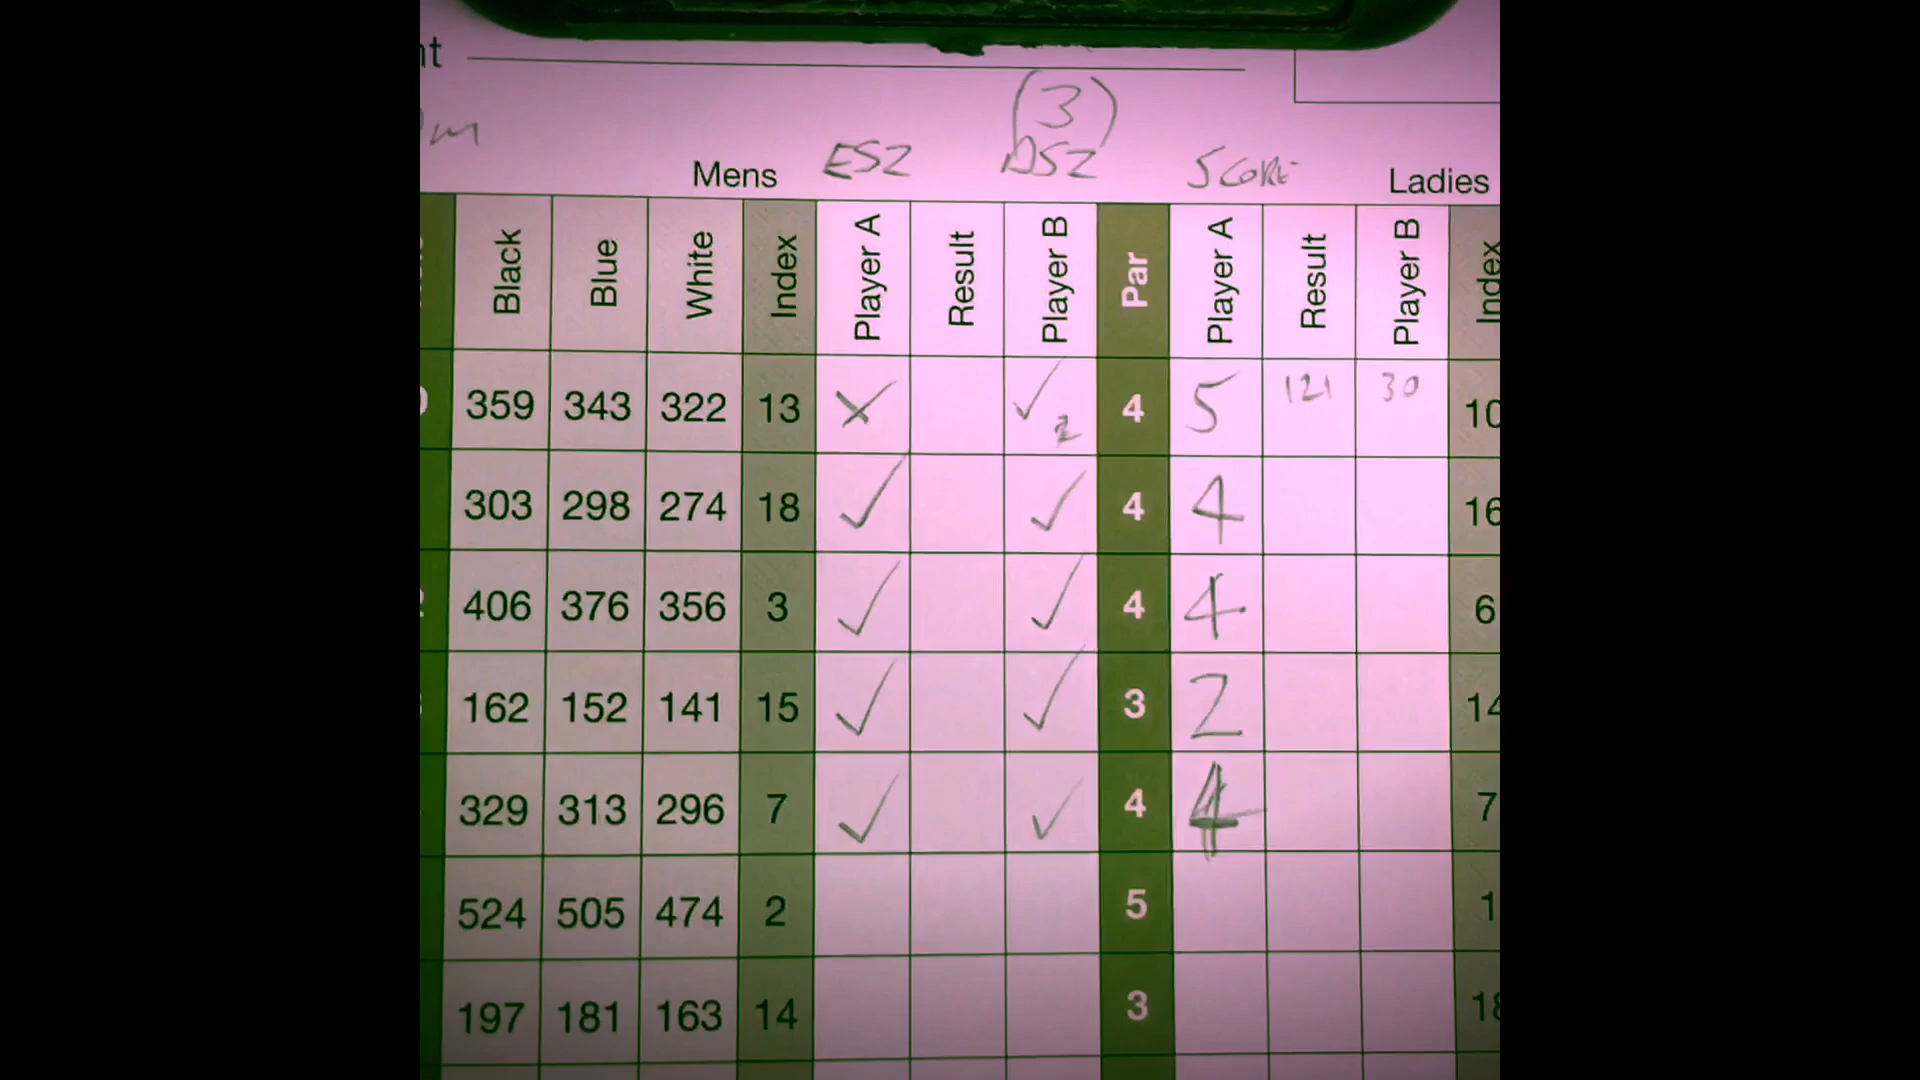 nt
m
(3)
ESZ DSZ SCORE
Mens Ladies
Black Blue White Index Player A Result Player B Par Player A Result Player B Index
359 343 322 13 X ✓ 2 4 5 121 30 10
303 298 274 18 ✓ ✓ 4 4 16
406 376 356 3 ✓ ✓ 4 4 6
162 152 141 15 ✓ ✓ 3 2 14
329 313 296 7 ✓ ✓ 4 4 7
524 505 474 2 5 1
197 181 163 14 3 18